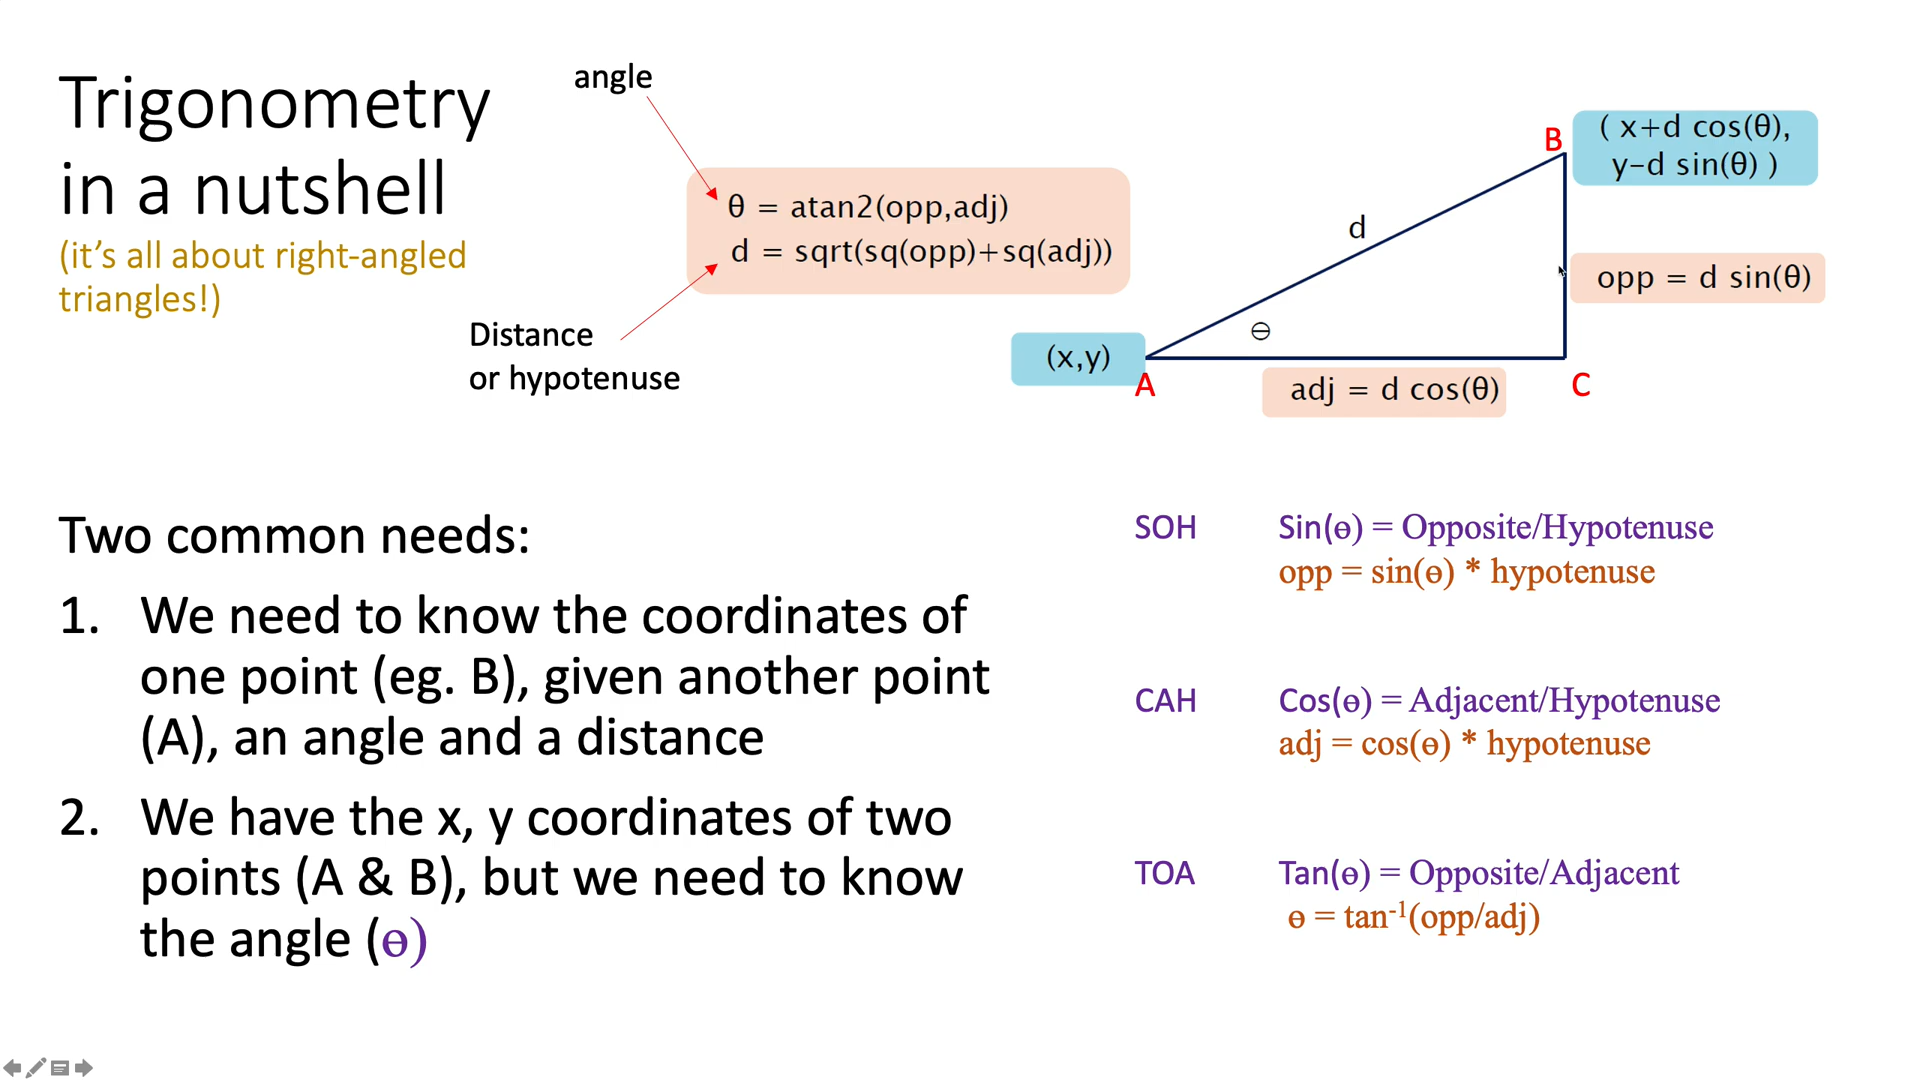 Trigonometry
in a nutshell
(it’s all about right-angled
triangles!)
angle
θ = atan2(opp,adj)
d = sqrt(sq(opp)+sq(adj))
Distance
or hypotenuse
B
( x+d cos(θ),
y-d sin(θ) )
d
opp = d sin(θ)
ɵ
(x,y)
A
adj = d cos(θ)
C
Two common needs:
1. We need to know the coordinates of
one point (eg. B), given another point
(A), an angle and a distance
2. We have the x, y coordinates of two
points (A & B), but we need to know
the angle (ɵ)
SOH Sin(ɵ) = Opposite/Hypotenuse
opp = sin(ɵ) * hypotenuse
CAH Cos(ɵ) = Adjacent/Hypotenuse
adj = cos(ɵ) * hypotenuse
TOA Tan(ɵ) = Opposite/Adjacent
ɵ = tan⁻¹(opp/adj)